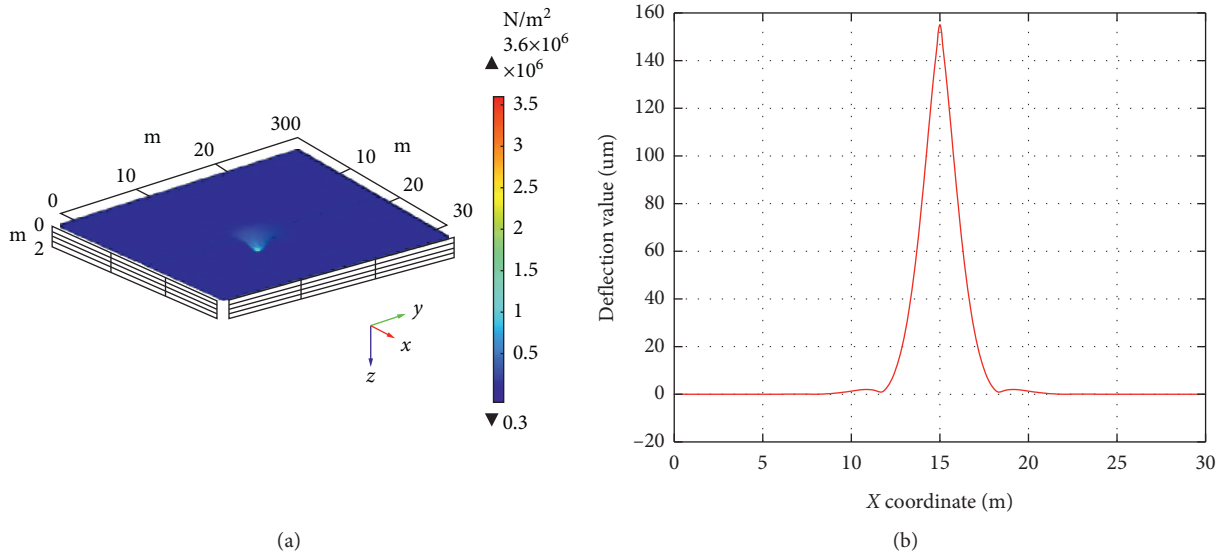 N/m²
3.6×10⁶
▲ ×10⁶
3.5
3
2.5
2
1.5
1
0.5
▼ 0.3
m
300
20
m
10
10
20
0
30
0
m
2
y
x
z
(a)
160
140
120
100
80
60
40
20
0
–20
Deflection value (um)
0 5 10 15 20 25 30
X coordinate (m)
(b)